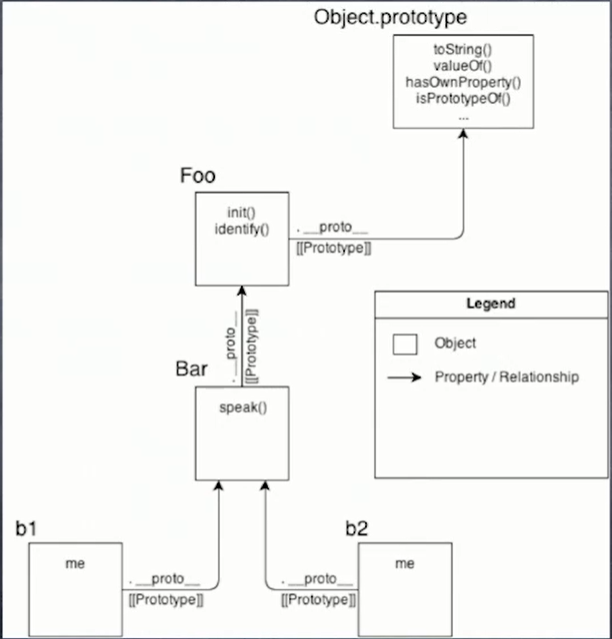 Object.prototype
toString()
valueOf()
hasOwnProperty()
isPrototypeOf()
...
Foo
init()
identify()
.__proto__
[[Prototype]]
.__proto__
[[Prototype]]
Legend
Object
Property / Relationship
Bar
speak()
b1
me
.__proto__
[[Prototype]]
b2
me
.__proto__
[[Prototype]]